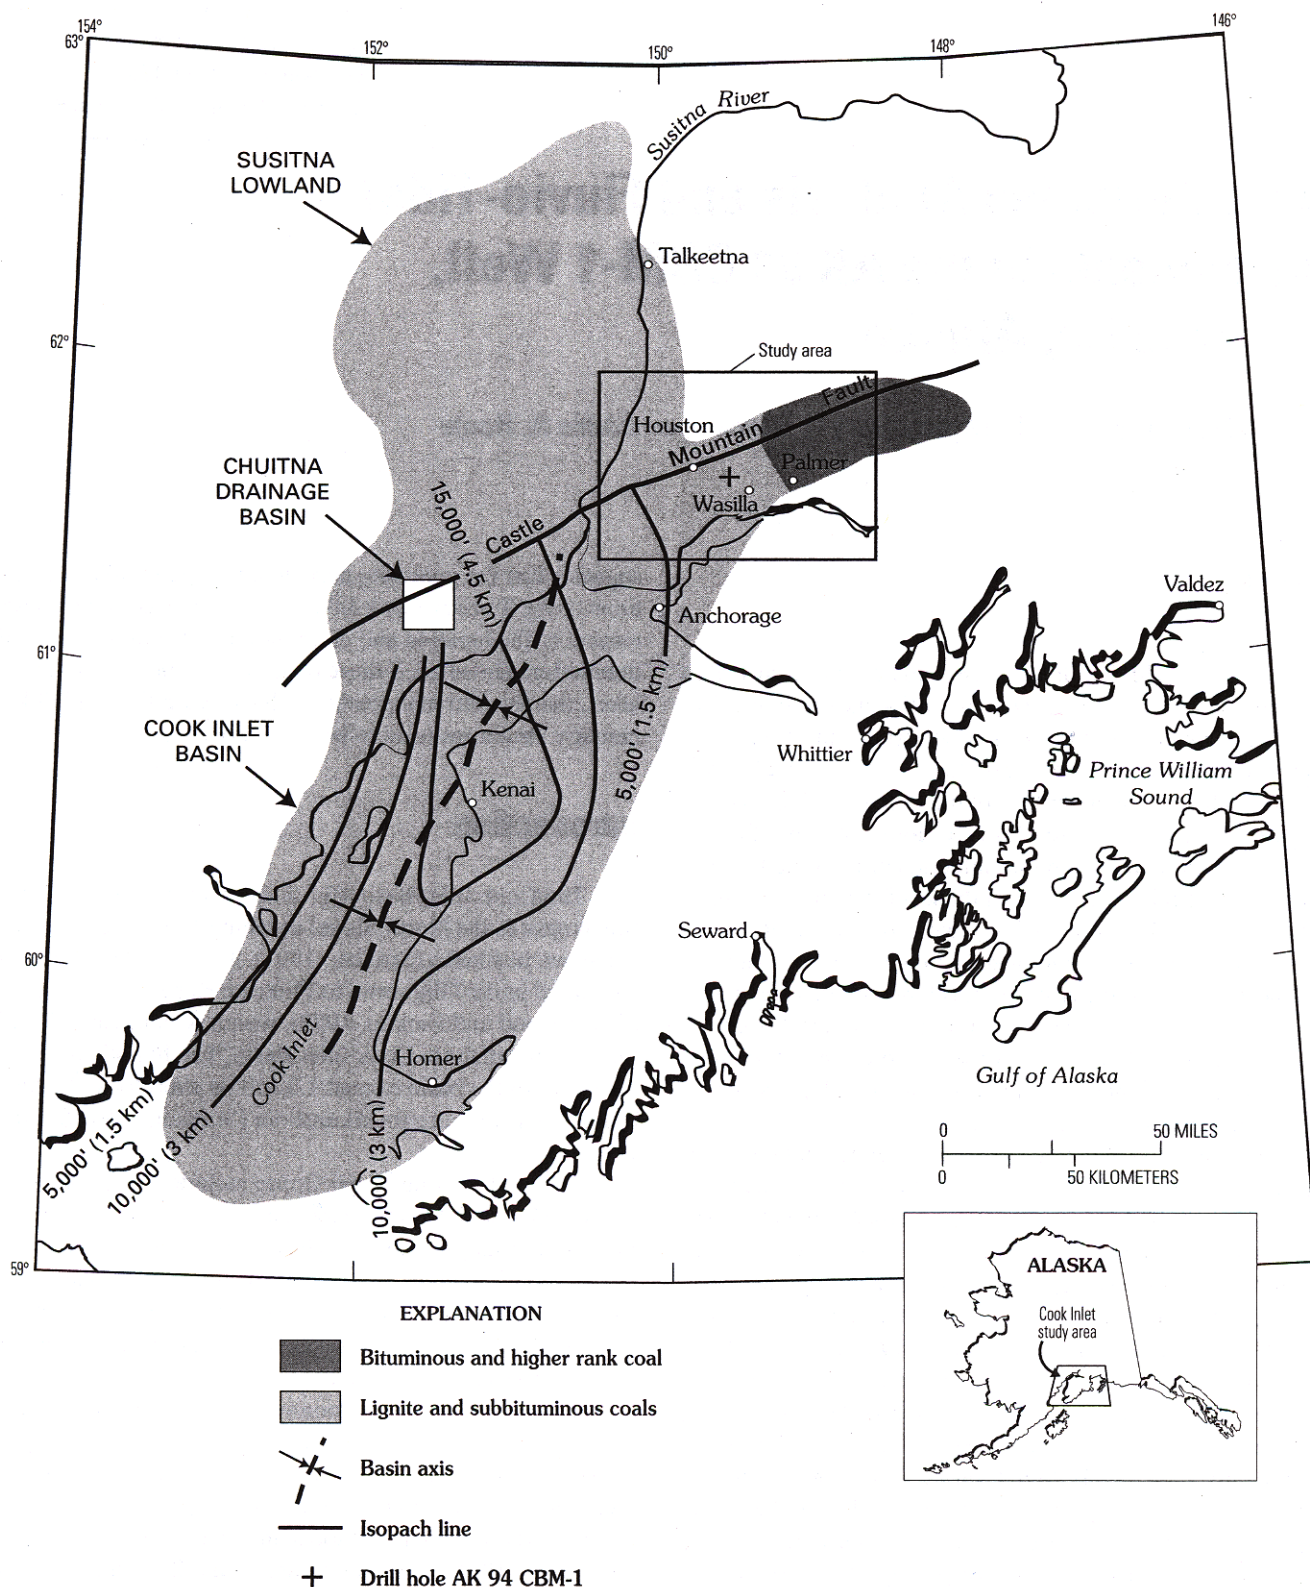 154°
63°
152°
150°
148°
146°
Susitna River
SUSITNA
LOWLAND
Talkeetna
62°
Study area
Fault
Houston
Mountain
Palmer
CHUITNA
DRAINAGE
BASIN
15,000' (4.5 km)
Castle
Wasilla
Valdez
Anchorage
61°
5,000' (1.5 km)
COOK INLET
BASIN
Whittier
Prince William
Sound
Kenai
Seward
60°
Cook Inlet
Homer
Gulf of Alaska
5,000' (1.5 km)
10,000' (3 km)
10,000' (3 km)
0 50 MILES
0 50 KILOMETERS
59°
ALASKA
Cook Inlet
study area
EXPLANATION
Bituminous and higher rank coal
Lignite and subbituminous coals
Basin axis
Isopach line
Drill hole AK 94 CBM-1